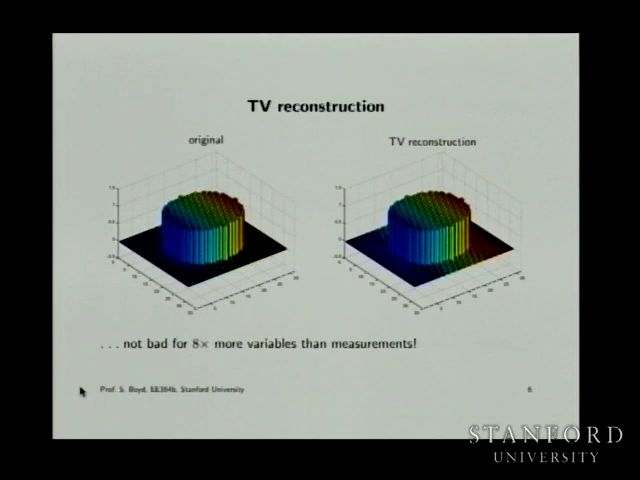 TV reconstruction
original
TV reconstruction
. . . not bad for 8× more variables than measurements!
Prof. S. Boyd, EE364b, Stanford University
6
STANFORD
UNIVERSITY